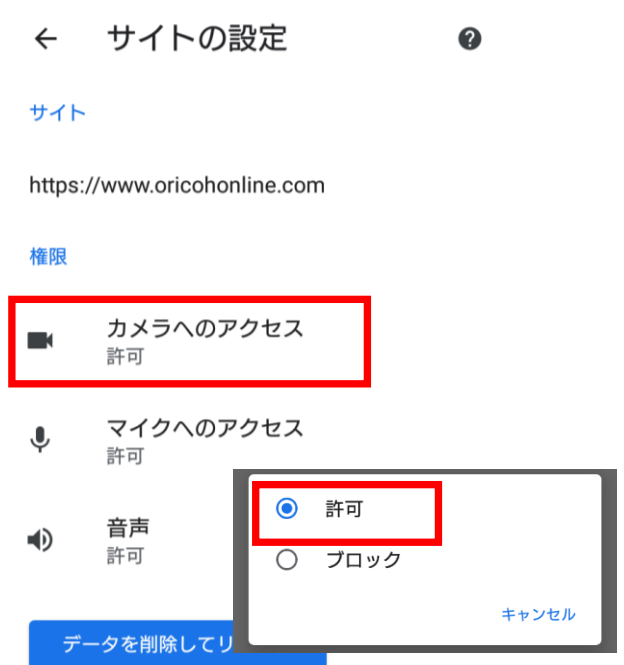 サイトの設定
サイト
https://www.oricohonline.com
権限
カメラへのアクセス
許可
マイクへのアクセス
許可
音声
許可
データを削除してリ
許可
ブロック
キャンセル